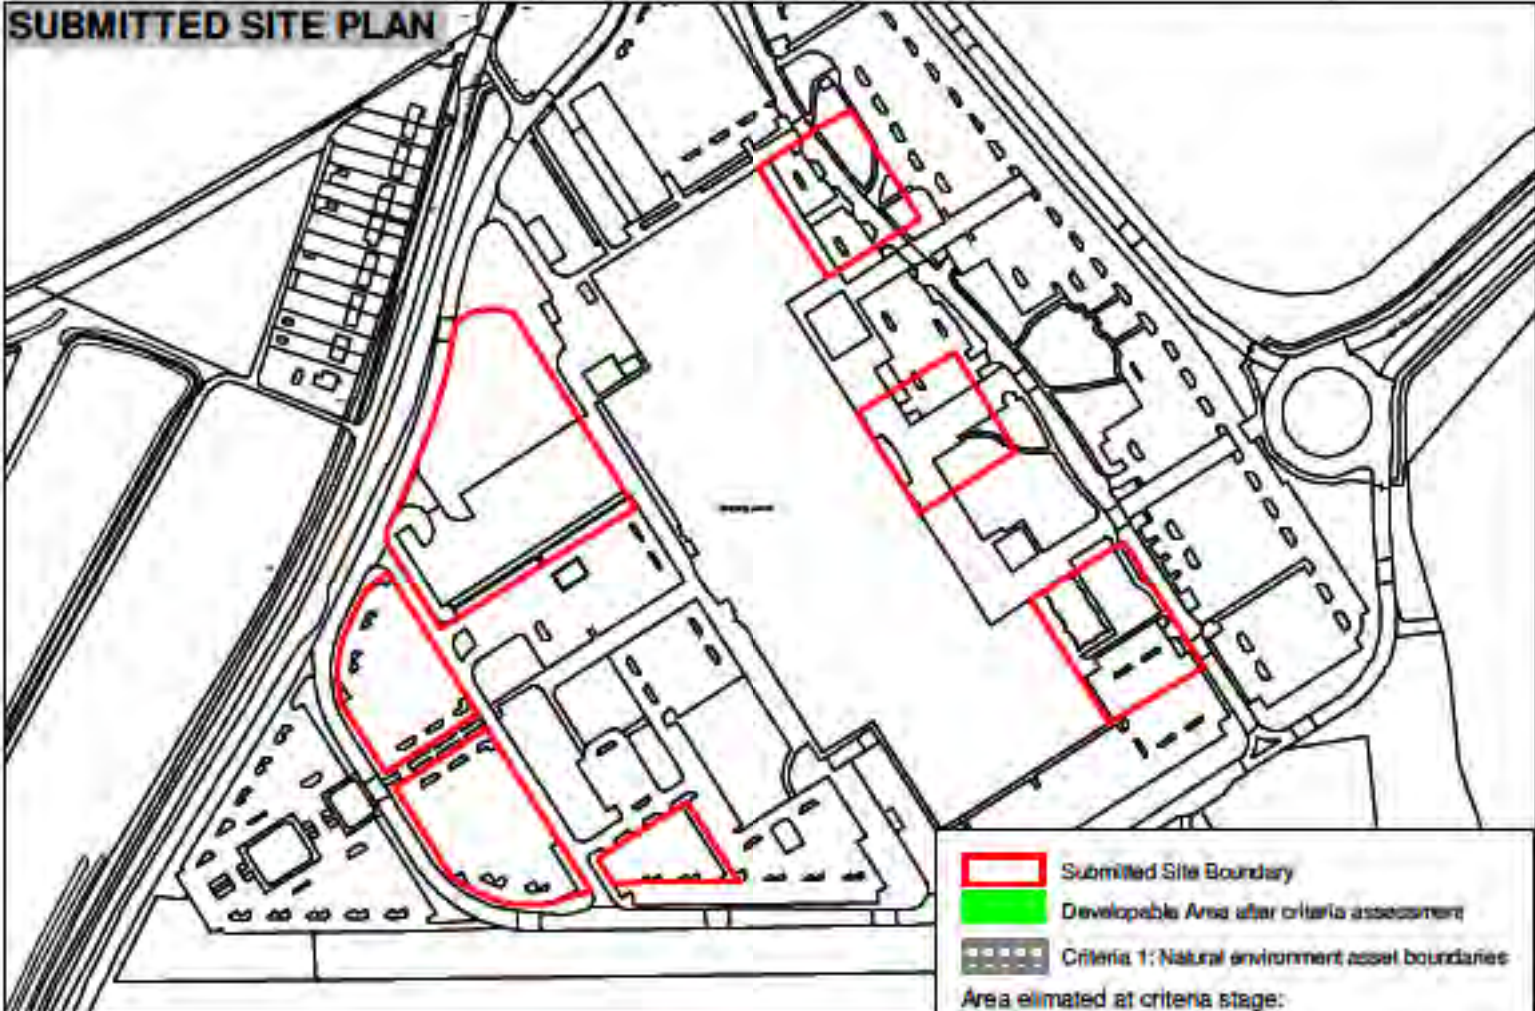 SUBMITTED SITE PLAN
Submitted Site Boundary
Developable Area after criteria assessment
Criteria 1: Natural environment asset boundaries
Area elimated at criteria stage: